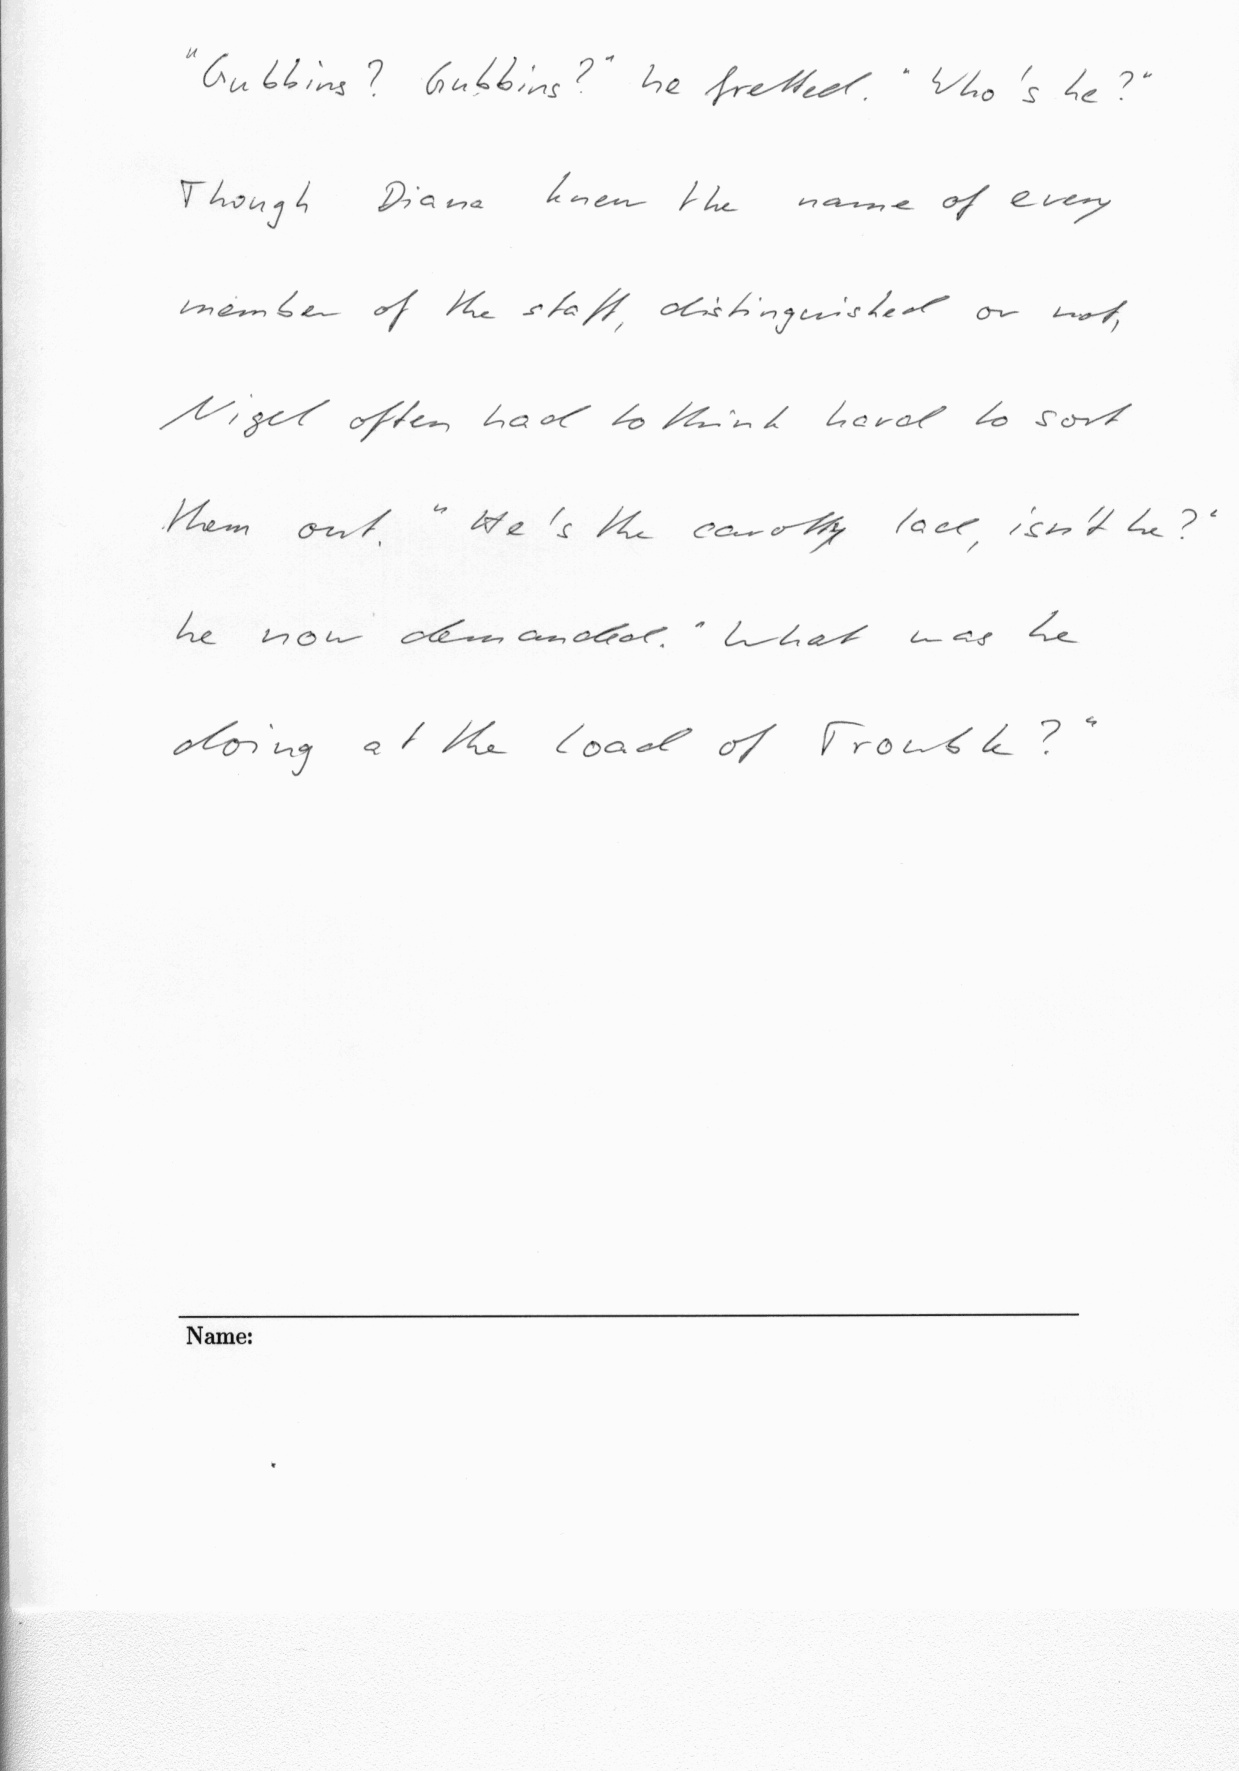 "Gubbins? Gubbins?" he fretted. "Who's he?"
Though Diana knew the name of every
member of the staff, distinguished or not,
Nigel often had to think hard to sort
them out. "He's the carotty lad, isn't he?"
he now demanded. "What was he
doing at the Load of Trouble?"
Name: